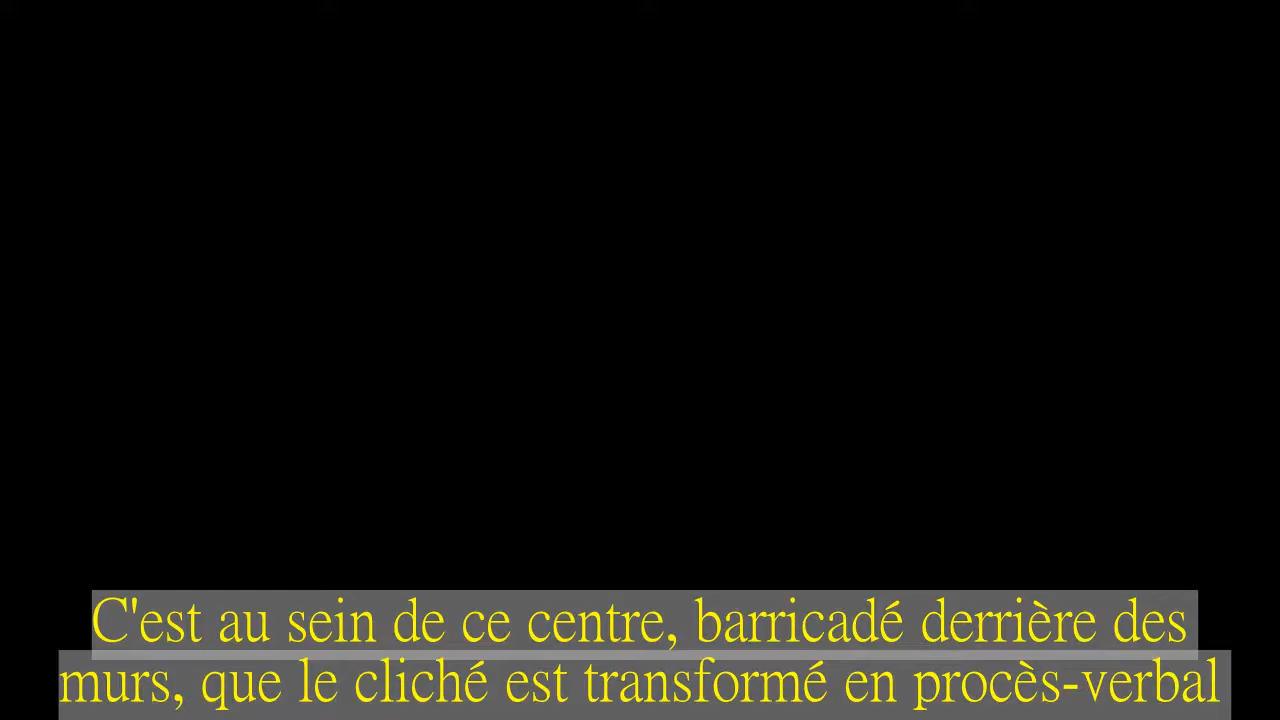 C'est au sein de ce centre, barricadé derrière des
murs, que le cliché est transformé en procès-verbal